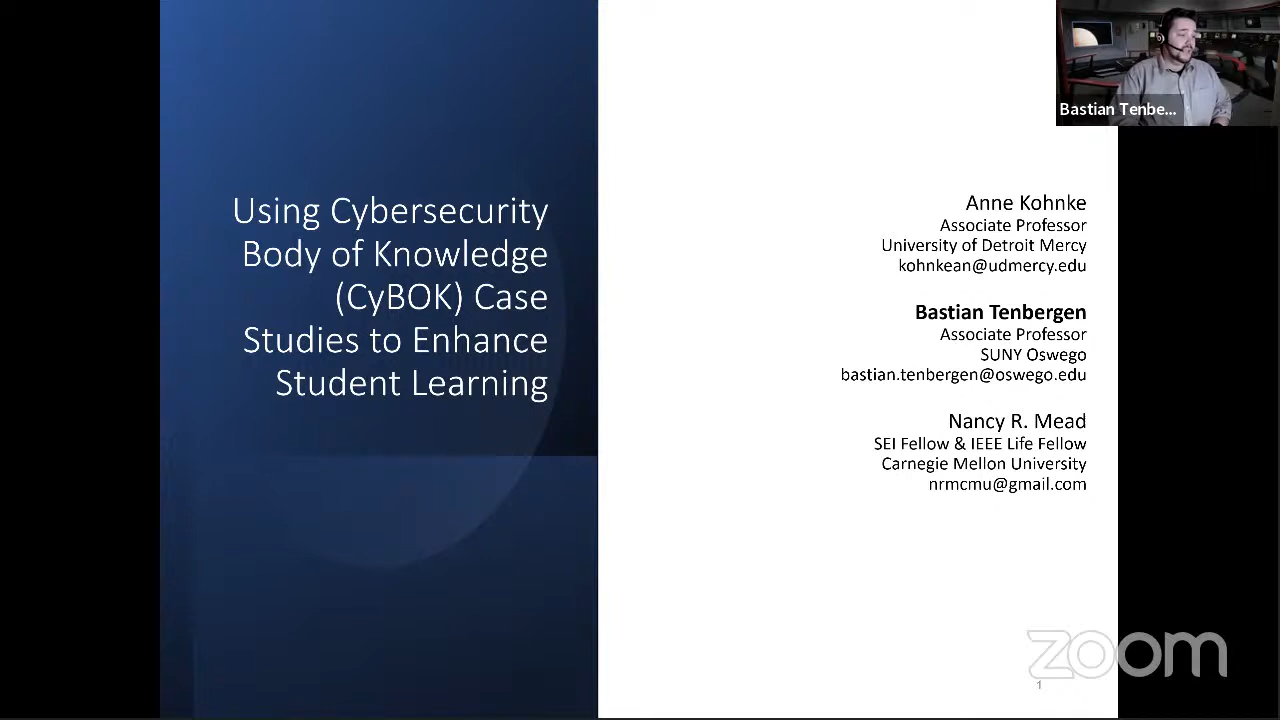 Using Cybersecurity
Body of Knowledge
(CyBOK) Case
Studies to Enhance
Student Learning
Anne Kohnke
Associate Professor
University of Detroit Mercy
kohnkean@udmercy.edu
Bastian Tenbergen
Associate Professor
SUNY Oswego
bastian.tenbergen@oswego.edu
Nancy R. Mead
SEI Fellow & IEEE Life Fellow
Carnegie Mellon University
nrmcmu@gmail.com
Bastian Tenbe...
zoom
1